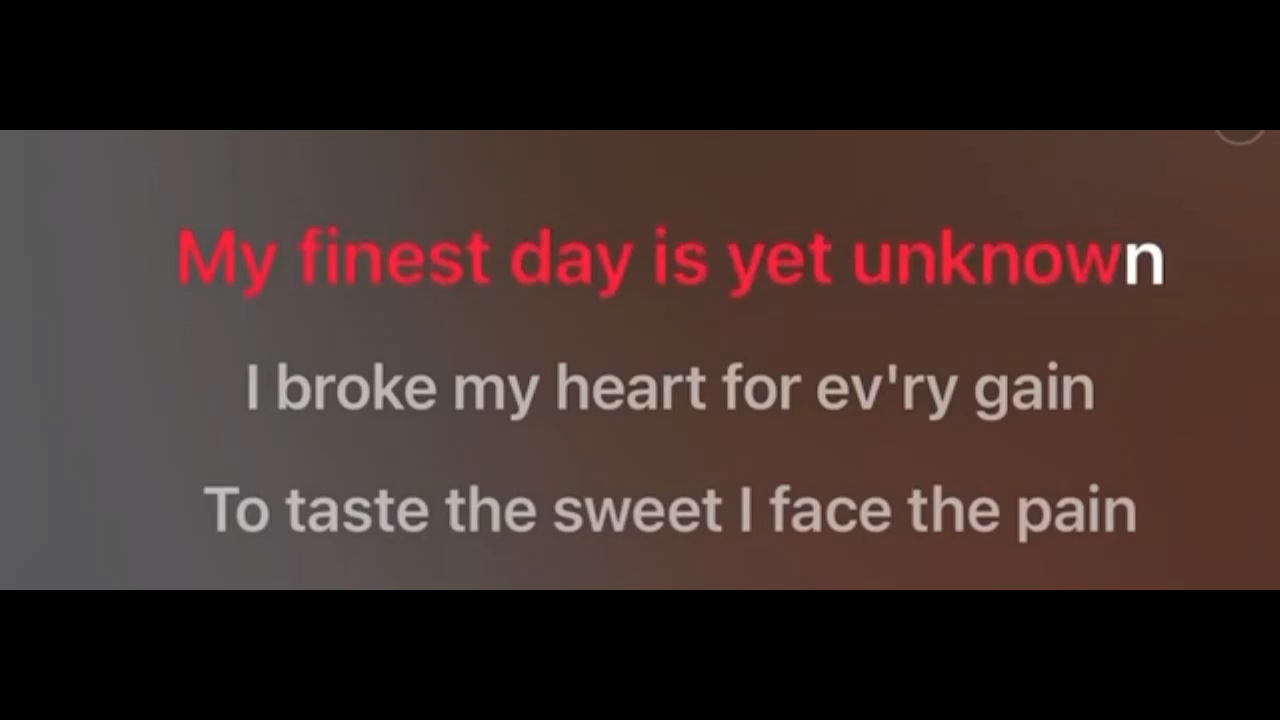 My finest day is yet unknown
I broke my heart for ev'ry gain
To taste the sweet I face the pain